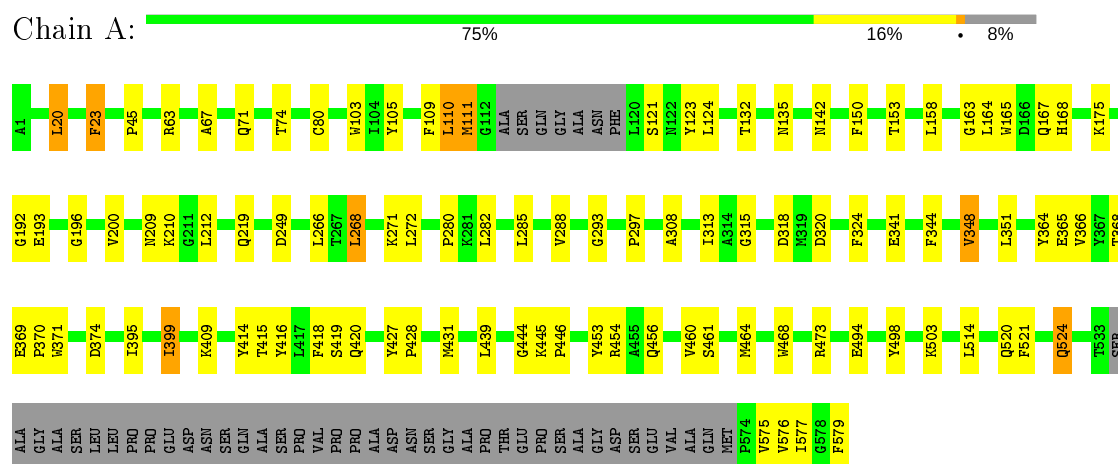 Chain A:
75% 16% • 8%
A1 L20 F23 P45 R63 A67 Q71 T74 C80 W103 I104 Y105 F109 L110 M111 G112 ALA SER GLN GLY ALA ASN PHE L120 S121 N122 Y123 L124 T132 N135 N142 F150 T153 L158 G163 L164 W165 D166 Q167 H168 K175
G192 E193 G196 V200 N209 K210 G211 L212 Q219 D249 L266 T267 L268 K271 L272 P280 K281 L282 L285 V288 G293 P297 A308 I313 A314 G315 D318 M319 D320 F324 E341 F344 V348 L351 Y364 E365 V366 Y367 T368
E369 P370 W371 D374 I395 I399 K409 Y414 T415 Y416 L417 F418 S419 Q420 Y427 P428 M431 L439 G444 K445 P446 Y453 R454 A455 Q456 V460 S461 M464 W468 R473 E494 Y498 K503 L514 Q520 F521 Q524 T533 SER
ALA GLY ALA ALA SER LEU LEU PRO PRO GLU ASP ASN SER GLN ALA SER PRO VAL PRO PRO ALA ASP ASN SER GLY ALA PRO THR GLU PRO SER ALA GLY ASP SER GLU VAL ALA GLN MET P574 V575 V576 I577 G578 F579